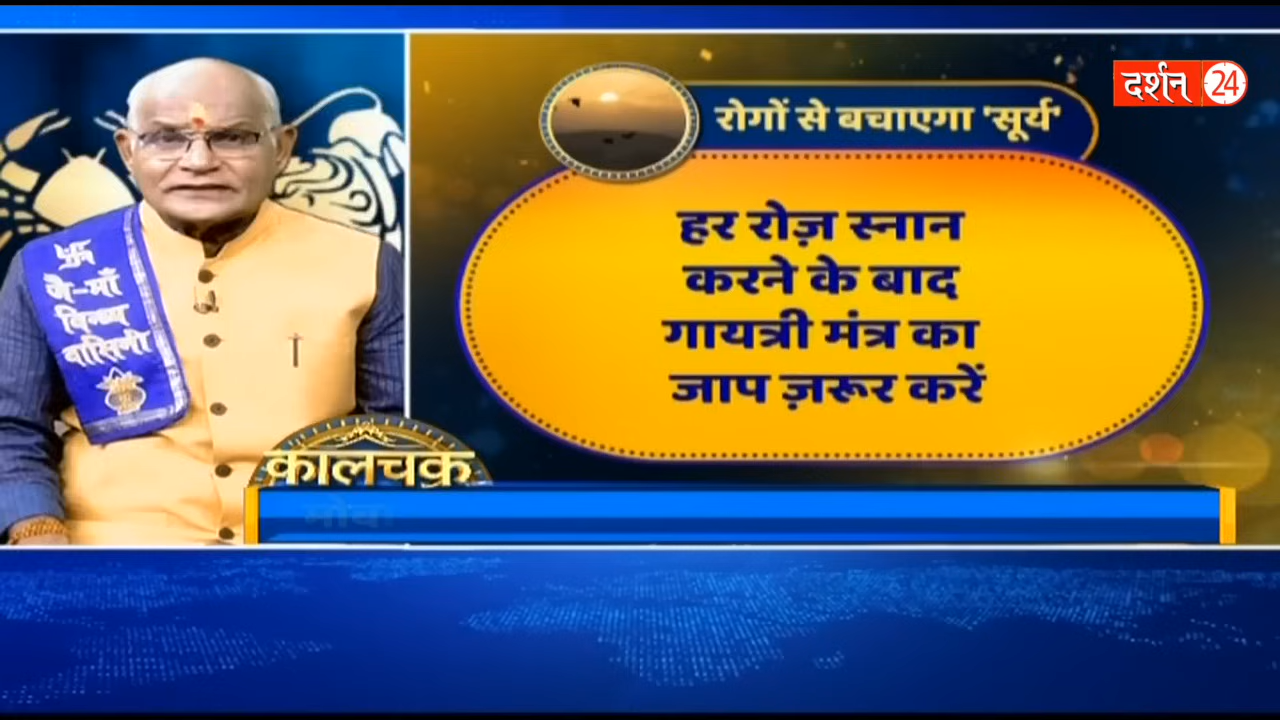 दर्शन 24
रोगों से बचाएगा 'सूर्य'
हर रोज़ स्नान
करने के बाद
गायत्री मंत्र का
जाप ज़रूर करें
जै-माँ
विन्ध्य
वासिनी
कालचक्र